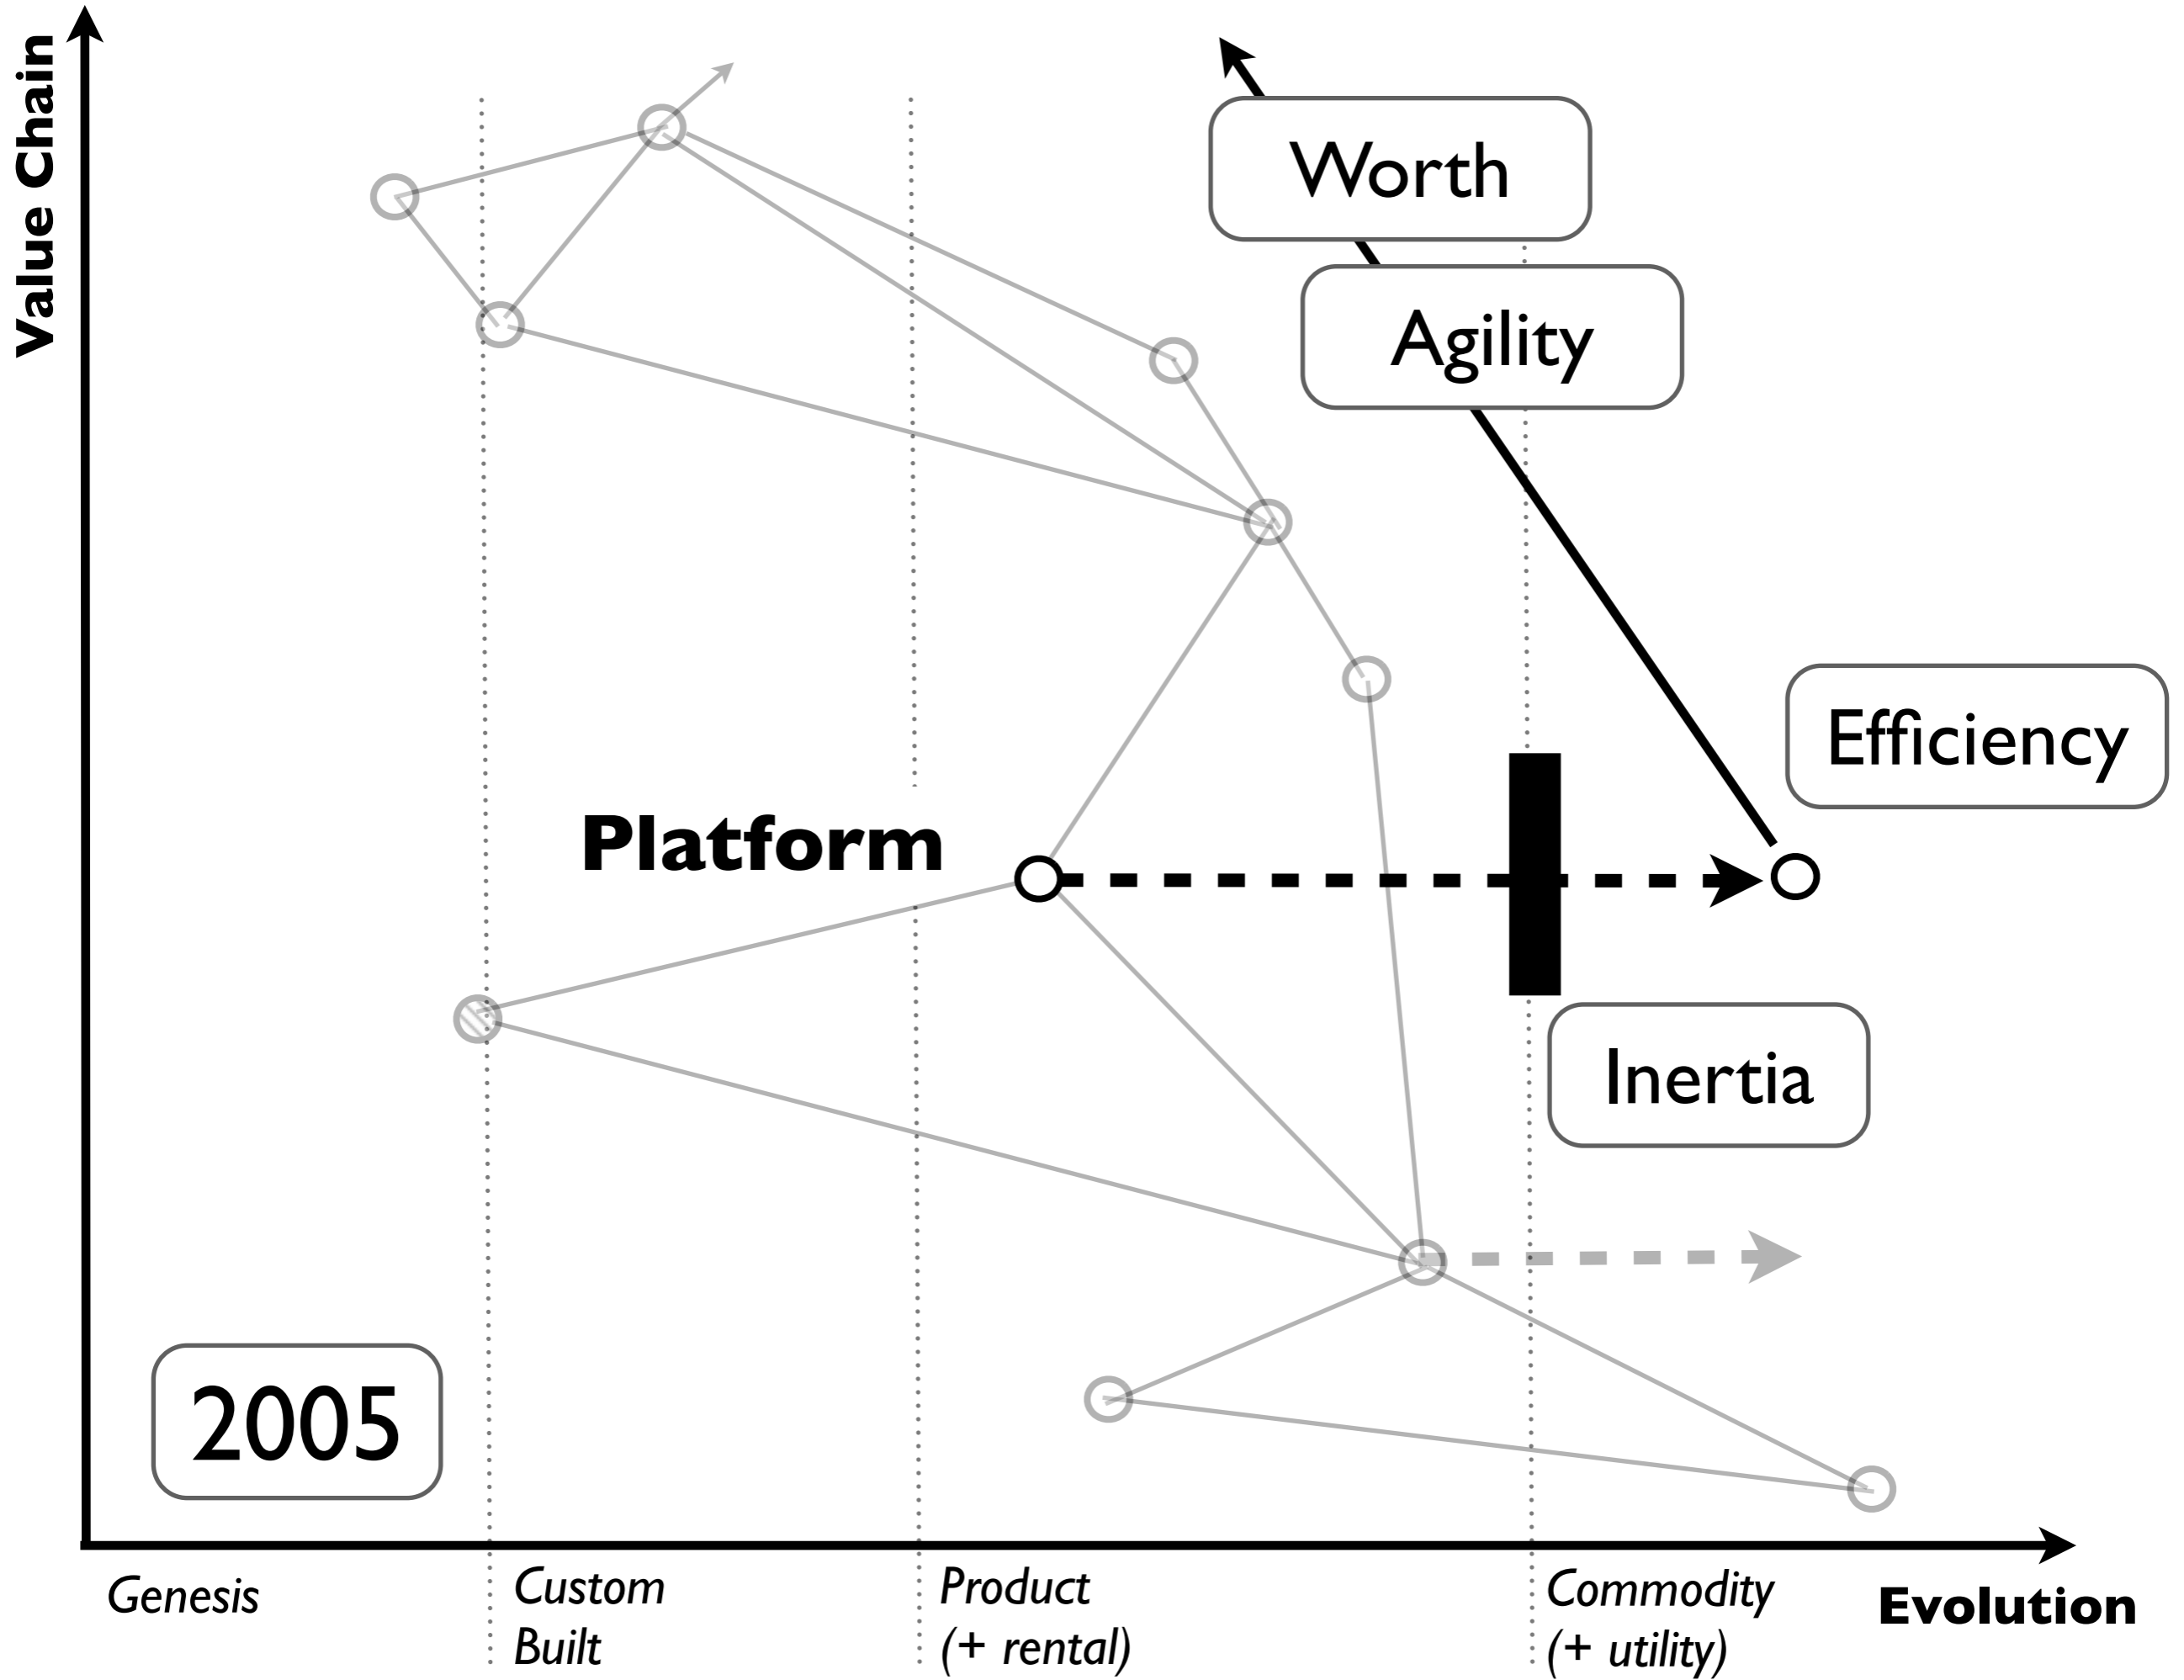 Value Chain
Worth
Agility
Efficiency
Platform
Inertia
2005
Genesis
Custom
Built
Product
(+ rental)
Commodity
(+ utility)
Evolution